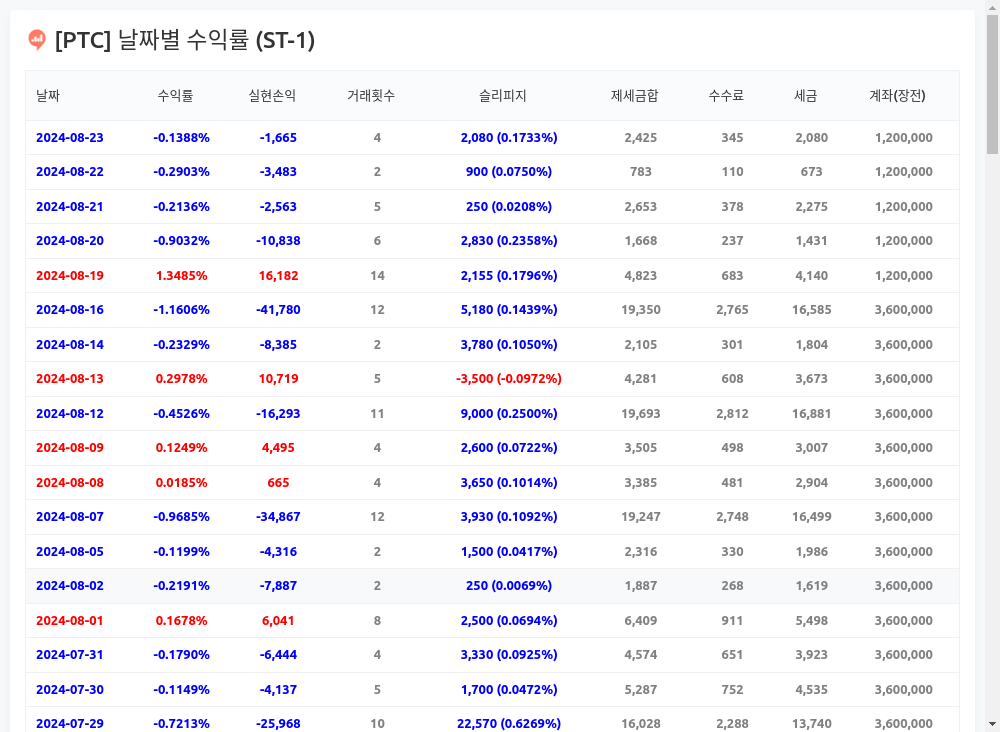 [PTC] 날짜별 수익률 (ST-1)
날짜 수익률 실현손익 거래횟수 슬리피지 제세금합 수수료 세금 계좌(장전)
2024-08-23 -0.1388% -1,665 4 2,080 (0.1733%) 2,425 345 2,080 1,200,000
2024-08-22 -0.2903% -3,483 2 900 (0.0750%) 783 110 673 1,200,000
2024-08-21 -0.2136% -2,563 5 250 (0.0208%) 2,653 378 2,275 1,200,000
2024-08-20 -0.9032% -10,838 6 2,830 (0.2358%) 1,668 237 1,431 1,200,000
2024-08-19 1.3485% 16,182 14 2,155 (0.1796%) 4,823 683 4,140 1,200,000
2024-08-16 -1.1606% -41,780 12 5,180 (0.1439%) 19,350 2,765 16,585 3,600,000
2024-08-14 -0.2329% -8,385 2 3,780 (0.1050%) 2,105 301 1,804 3,600,000
2024-08-13 0.2978% 10,719 5 -3,500 (-0.0972%) 4,281 608 3,673 3,600,000
2024-08-12 -0.4526% -16,293 11 9,000 (0.2500%) 19,693 2,812 16,881 3,600,000
2024-08-09 0.1249% 4,495 4 2,600 (0.0722%) 3,505 498 3,007 3,600,000
2024-08-08 0.0185% 665 4 3,650 (0.1014%) 3,385 481 2,904 3,600,000
2024-08-07 -0.9685% -34,867 12 3,930 (0.1092%) 19,247 2,748 16,499 3,600,000
2024-08-05 -0.1199% -4,316 2 1,500 (0.0417%) 2,316 330 1,986 3,600,000
2024-08-02 -0.2191% -7,887 2 250 (0.0069%) 1,887 268 1,619 3,600,000
2024-08-01 0.1678% 6,041 8 2,500 (0.0694%) 6,409 911 5,498 3,600,000
2024-07-31 -0.1790% -6,444 4 3,330 (0.0925%) 4,574 651 3,923 3,600,000
2024-07-30 -0.1149% -4,137 5 1,700 (0.0472%) 5,287 752 4,535 3,600,000
2024-07-29 -0.7213% -25,968 10 22,570 (0.6269%) 16,028 2,288 13,740 3,600,000